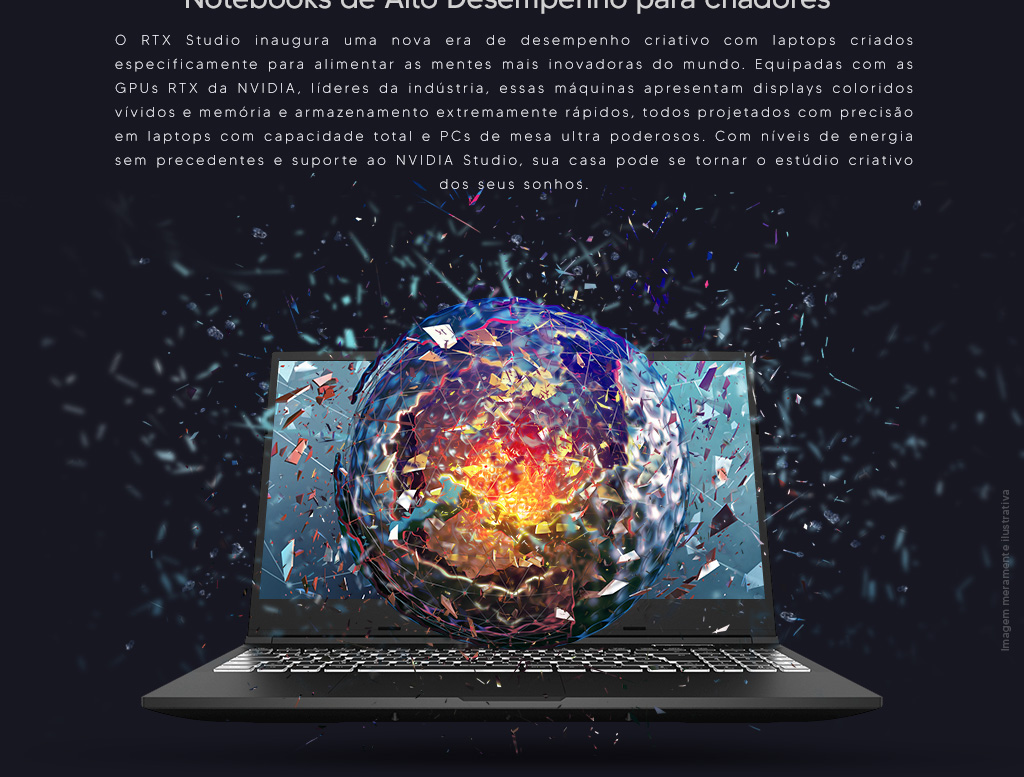 Notebooks de Alto Desempenho para criadores
O RTX Studio inaugura uma nova era de desempenho criativo com laptops criados
especificamente para alimentar as mentes mais inovadoras do mundo. Equipadas com as
GPUs RTX da NVIDIA, líderes da indústria, essas máquinas apresentam displays coloridos
vívidos e memória e armazenamento extremamente rápidos, todos projetados com precisão
em laptops com capacidade total e PCs de mesa ultra poderosos. Com níveis de energia
sem precedentes e suporte ao NVIDIA Studio, sua casa pode se tornar o estúdio criativo
dos seus sonhos.
Imagem meramente ilustrativa